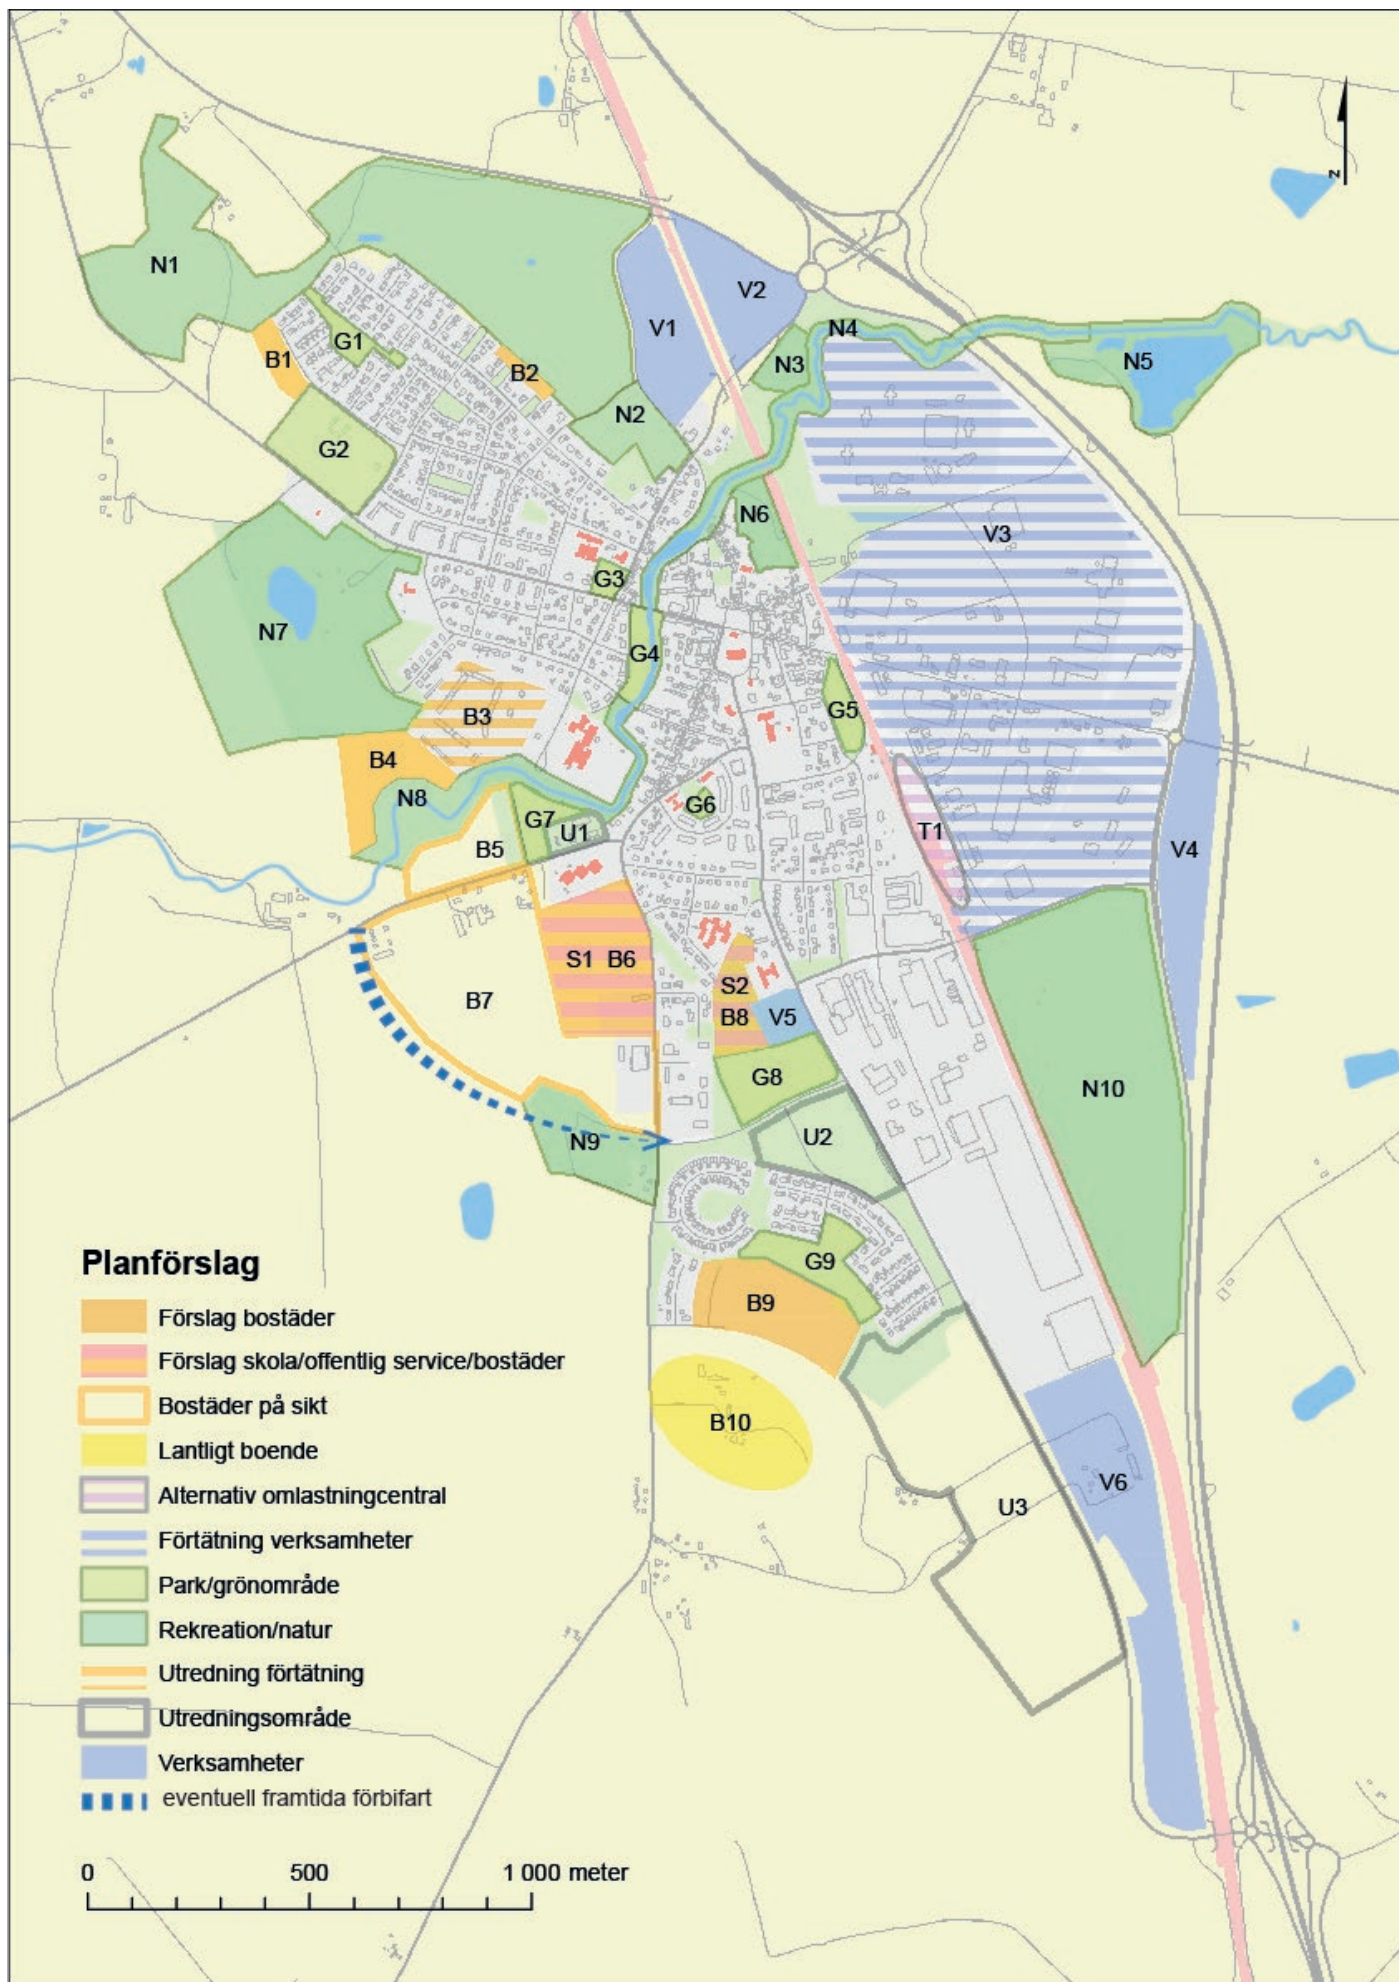 N
N1
V2
V1
N4
N3
N5
G1
B1
B2
N2
G2
N6
V3
G3
N7
G4
B3
G5
B4
N8
G6
G7
U1
T1
B5
V4
S1 B6
S2
B7
B8
V5
G8
N10
U2
N9
G9
B9
B10
V6
U3
Planförslag
Förslag bostäder
Förslag skola/offentlig service/bostäder
Bostäder på sikt
Lantligt boende
Alternativ omlastningcentral
Förtätning verksamheter
Park/grönområde
Rekreation/natur
Utredning förtätning
Utredningsområde
Verksamheter
eventuell framtida förbifart
0 500 1 000 meter